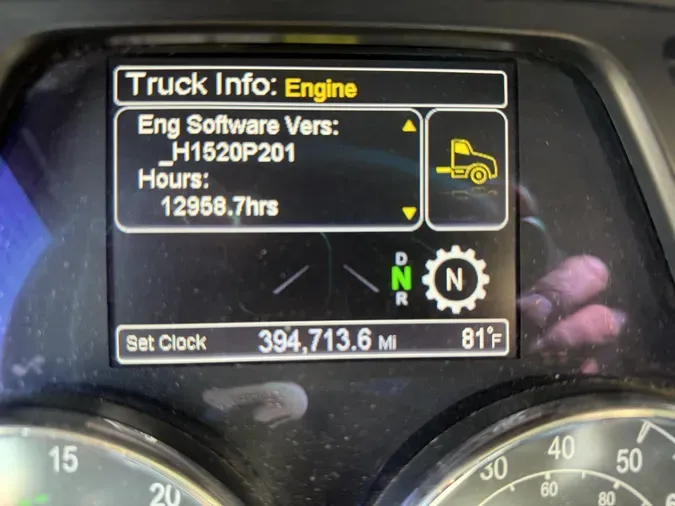 Truck Info: Engine
Eng Software Vers:
_H1520P201
Hours:
12958.7hrs
D
N
R
N
Set Clock 394,713.6 Mi 81°F
15
20
30
40
50
60
80